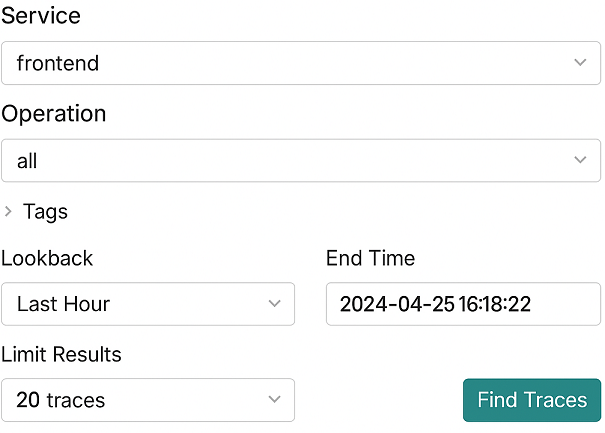 Service
frontend
Operation
all
Tags
Lookback
End Time
Last Hour
2024-04-25 16:18:22
Limit Results
20 traces
Find Traces